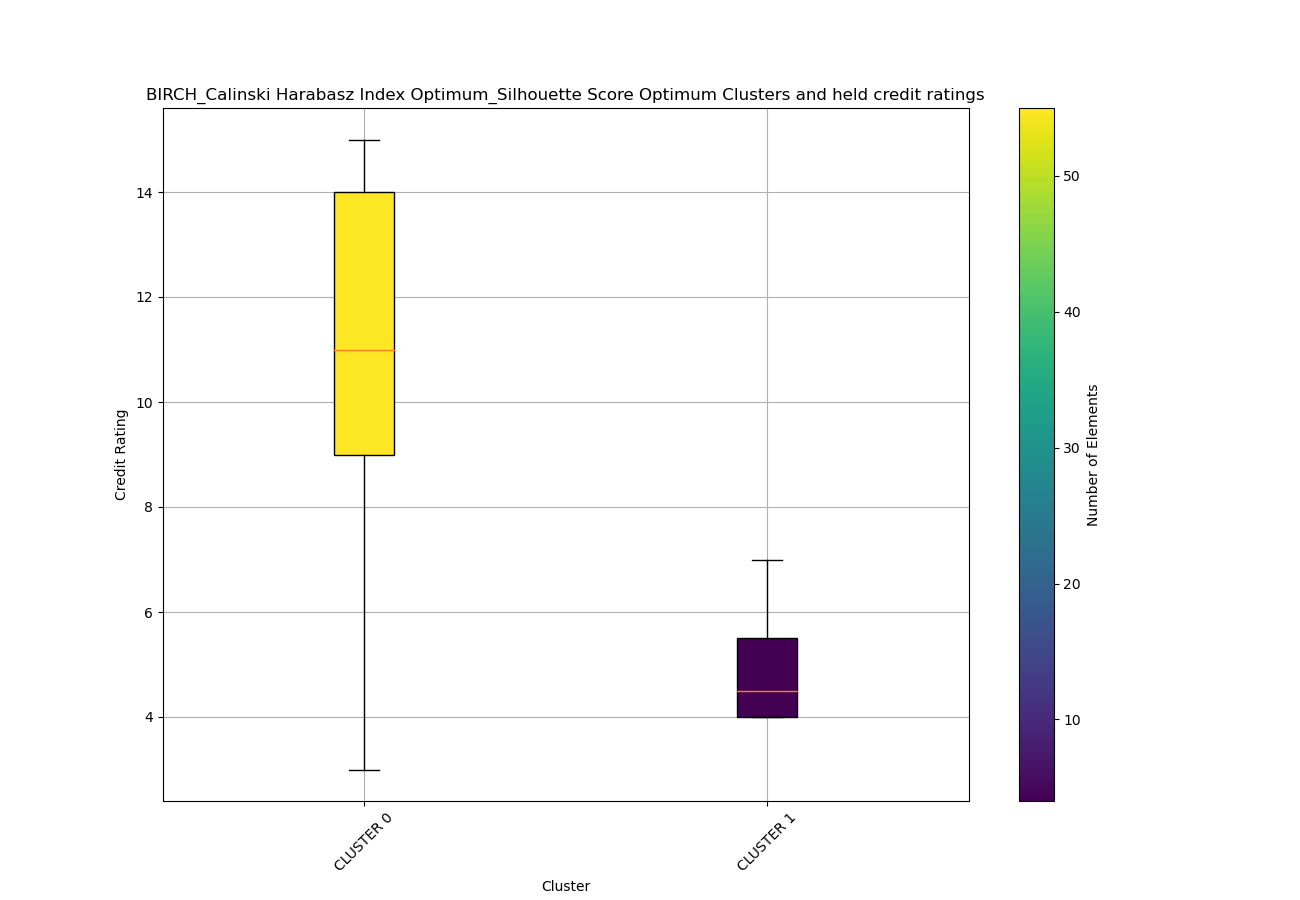 BIRCH_Calinski Harabasz Index Optimum_Silhouette Score Optimum Clusters and held credit ratings
14
12
10
8
6
4
Credit Rating
CLUSTER 0
CLUSTER 1
Cluster
50
40
30
20
10
Number of Elements